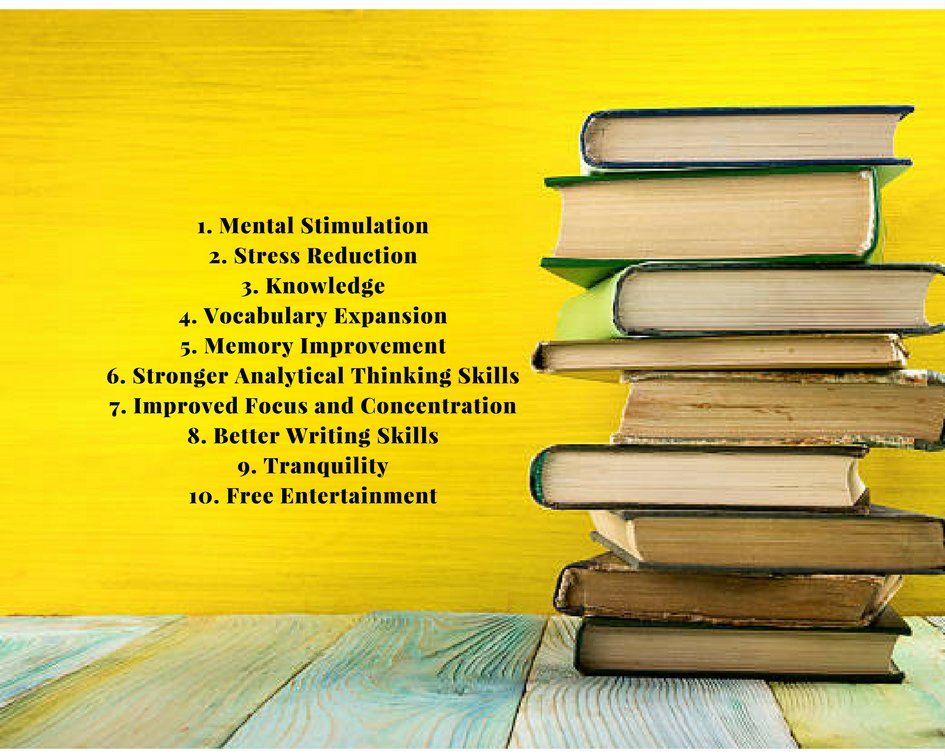 1. Mental Stimulation
2. Stress Reduction
3. Knowledge
4. Vocabulary Expansion
5. Memory Improvement
6. Stronger Analytical Thinking Skills
7. Improved Focus and Concentration
8. Better Writing Skills
9. Tranquility
10. Free Entertainment